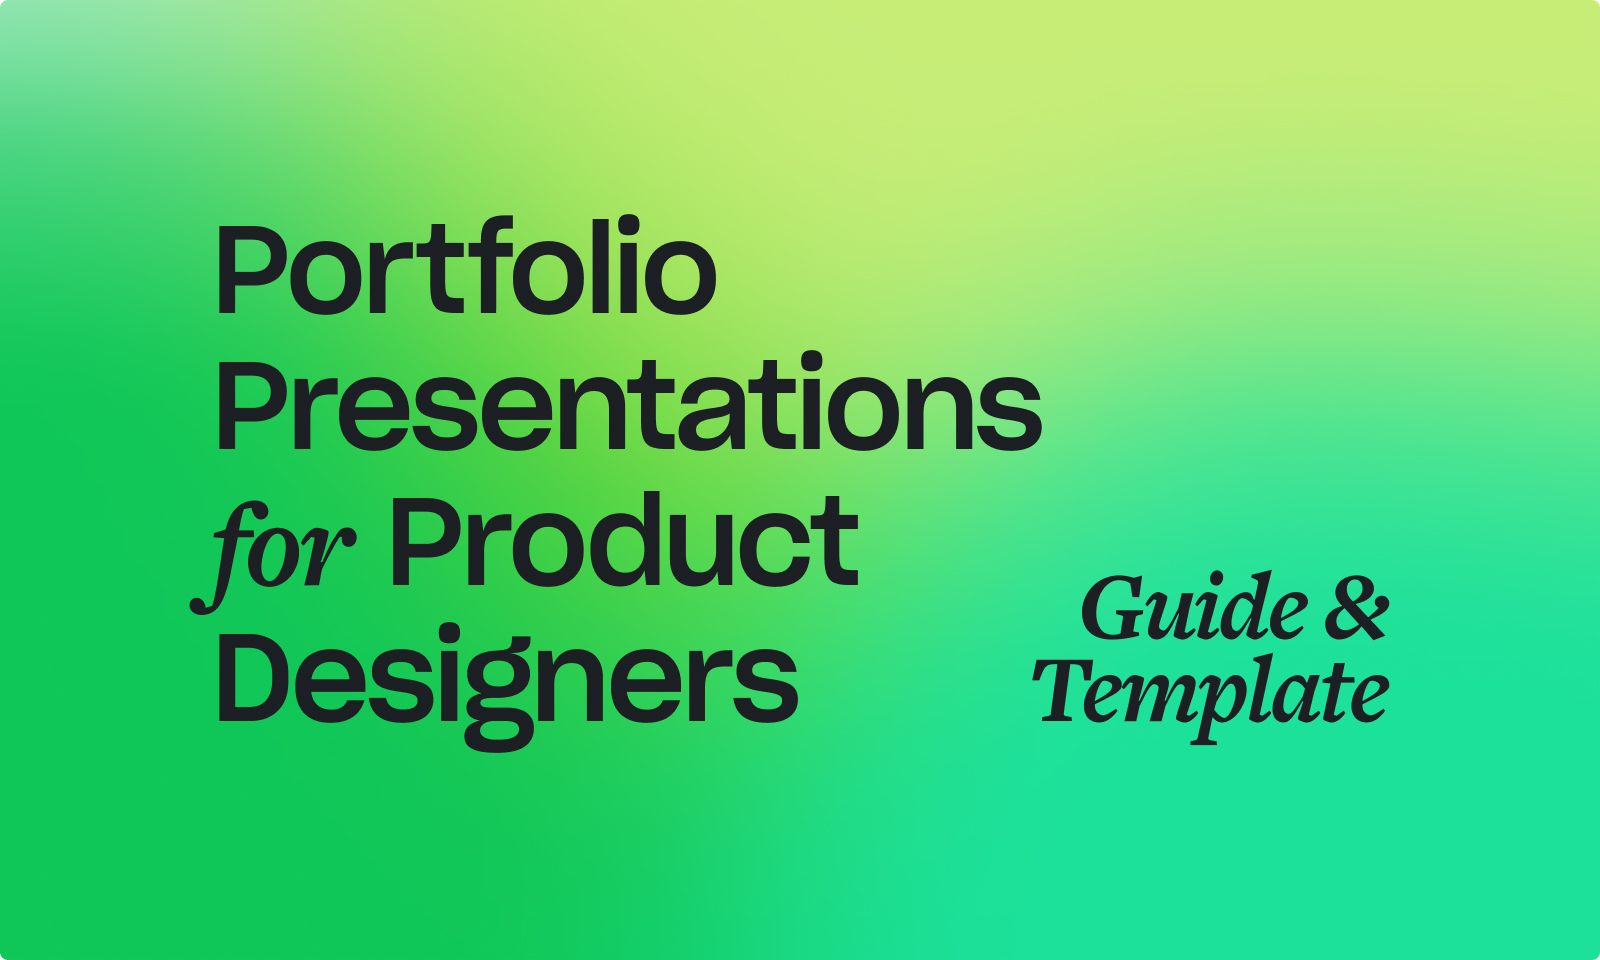 Portfolio
Presentations
for Product
Designers
Guide &
Template